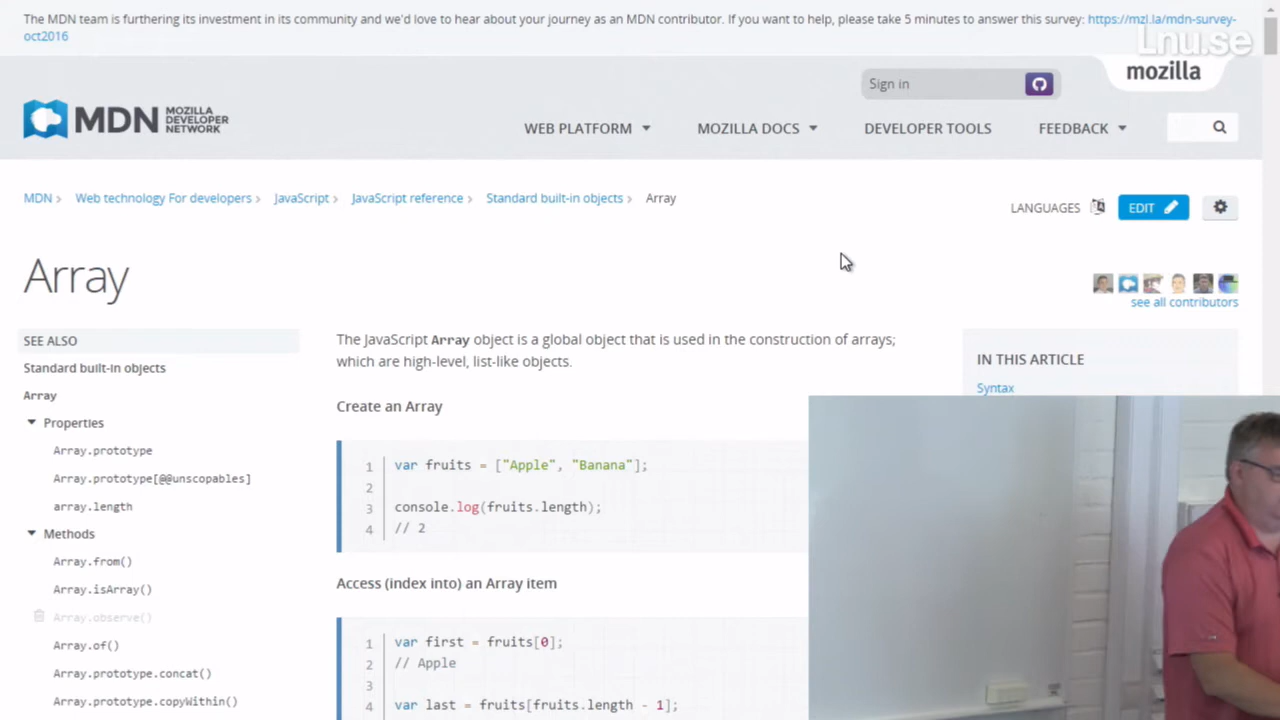 The MDN team is furthering its investment in its community and we'd love to hear about your journey as an MDN contributor. If you want to help, please take 5 minutes to answer this survey: https://mzl.la/mdn-survey-
oct2016
Lnu.se
mozilla
Sign in
MDN MOZILLA
DEVELOPER
NETWORK
WEB PLATFORM
MOZILLA DOCS
DEVELOPER TOOLS
FEEDBACK
MDN
Web technology For developers
JavaScript
JavaScript reference
Standard built-in objects
Array
LANGUAGES
EDIT
Array
see all contributors
SEE ALSO
Standard built-in objects
Array
Properties
Array.prototype
Array.prototype[@@unscopables]
array.length
Methods
Array.from()
Array.isArray()
Array.observe()
Array.of()
Array.prototype.concat()
Array.prototype.copyWithin()
The JavaScript Array object is a global object that is used in the construction of arrays;
which are high-level, list-like objects.
Create an Array
1 var fruits = ["Apple", "Banana"];
2
3 console.log(fruits.length);
4 // 2
Access (index into) an Array item
1 var first = fruits[0];
2 // Apple
3
4 var last = fruits[fruits.length - 1];
IN THIS ARTICLE
Syntax